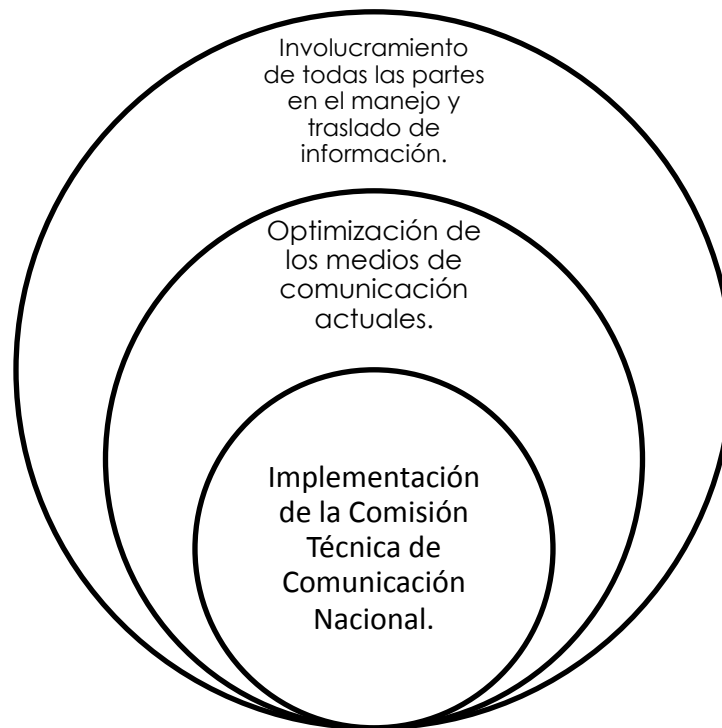 Involucramiento
de todas las partes
en el manejo y
traslado de
información.
Optimización de
los medios de
comunicación
actuales.
Implementación
de la Comisión
Técnica de
Comunicación
Nacional.